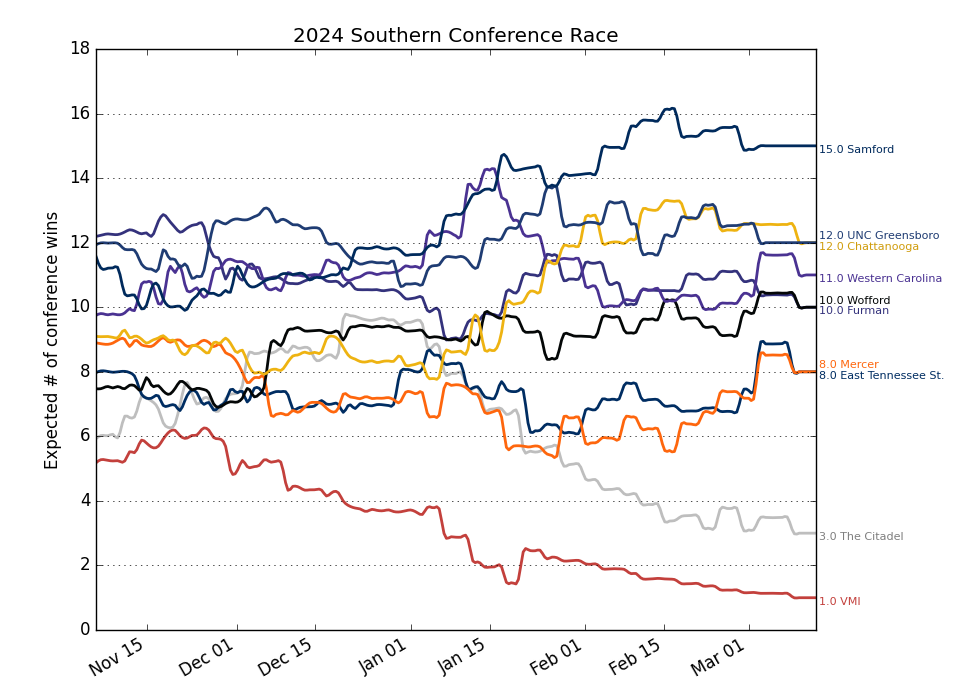 2024 Southern Conference Race
Expected # of conference wins
18
16
14
12
10
8
6
4
2
0
15.0 Samford
12.0 UNC Greensboro
12.0 Chattanooga
11.0 Western Carolina
10.0 Wofford
10.0 Furman
8.0 Mercer
8.0 East Tennessee St.
3.0 The Citadel
1.0 VMI
Nov 15
Dec 01
Dec 15
Jan 01
Jan 15
Feb 01
Feb 15
Mar 01